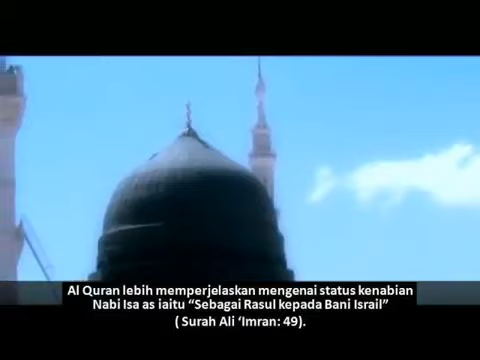 Al Quran lebih memperjelaskan mengenai status kenabian
Nabi Isa as iaitu “Sebagai Rasul kepada Bani Israil”
( Surah Ali ‘Imran: 49).